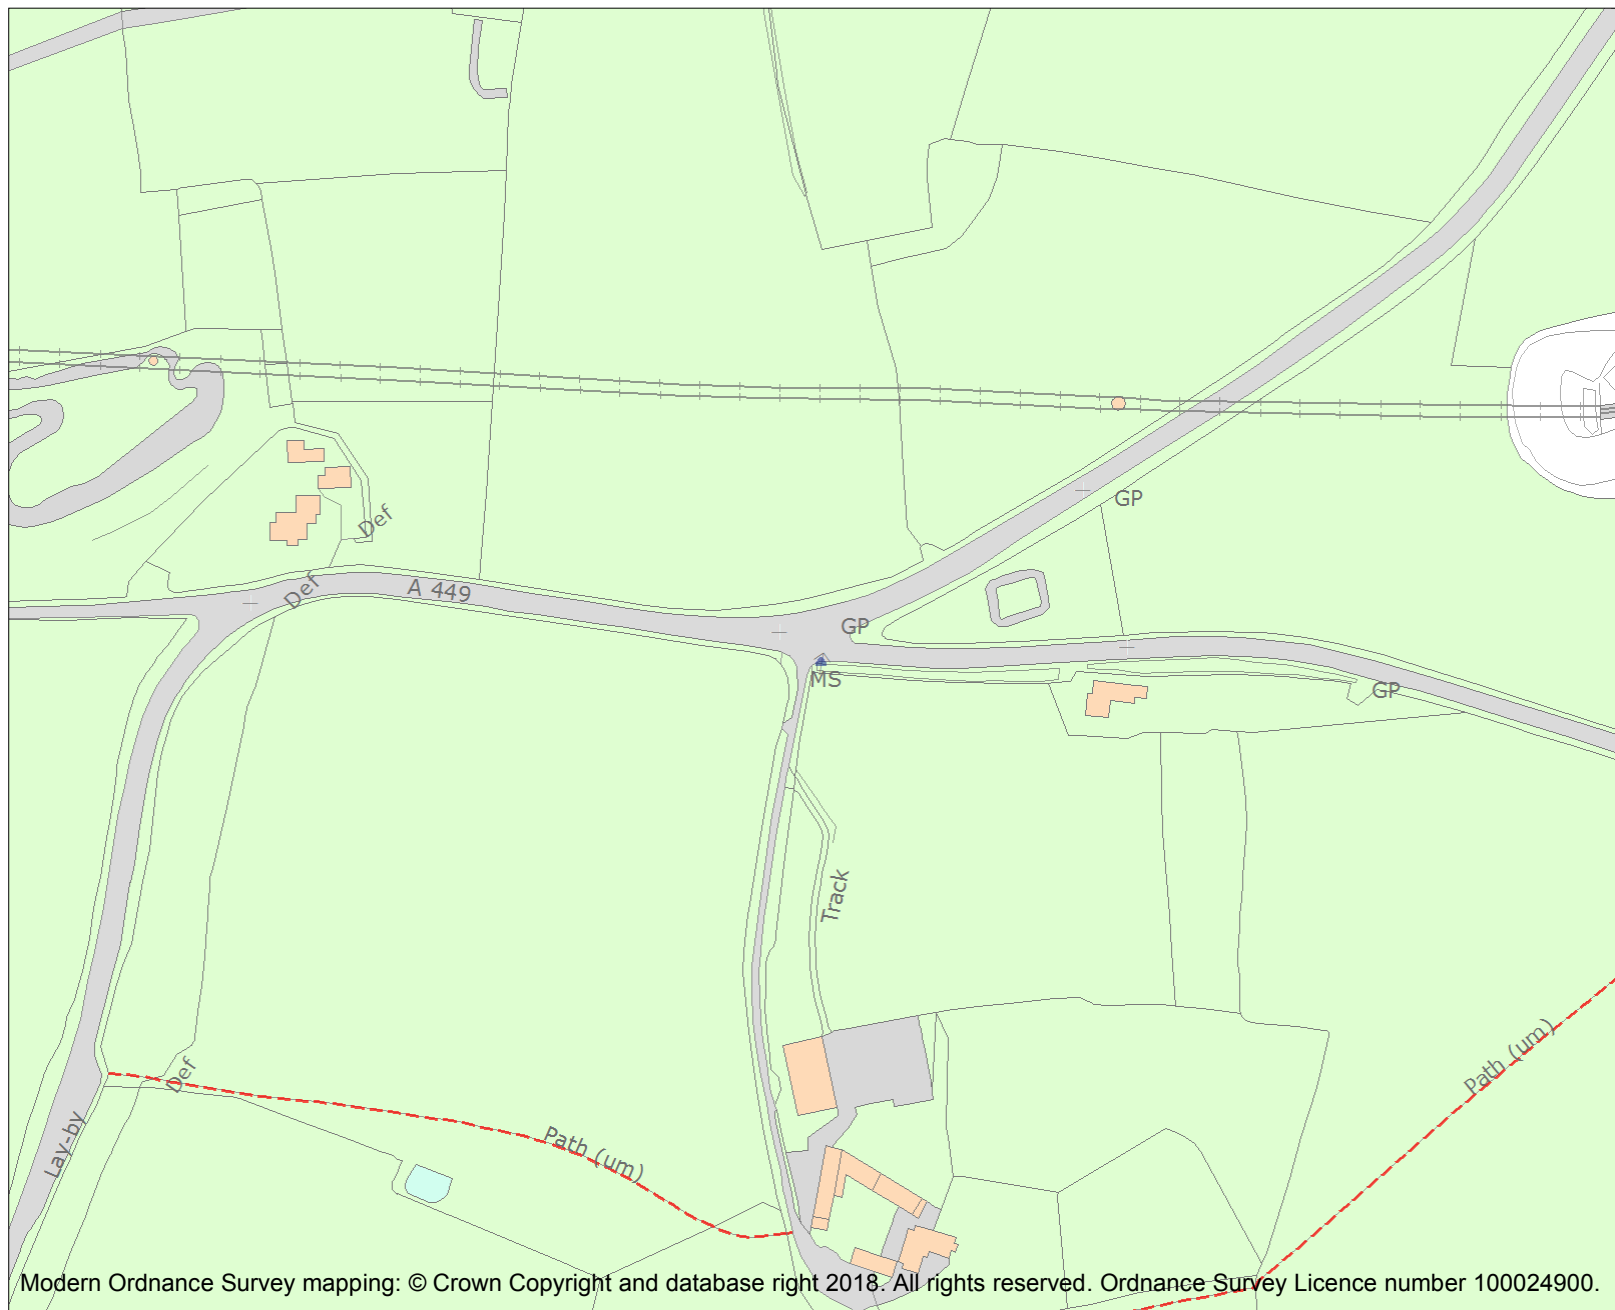 GP
Def
A 449
Def
GP
MS
GP
Track
Path (um)
Def
Lay-by
Path (um)
Modern Ordnance Survey mapping: © Crown Copyright and database right 2018. All rights reserved. Ordnance Survey Licence number 100024900.